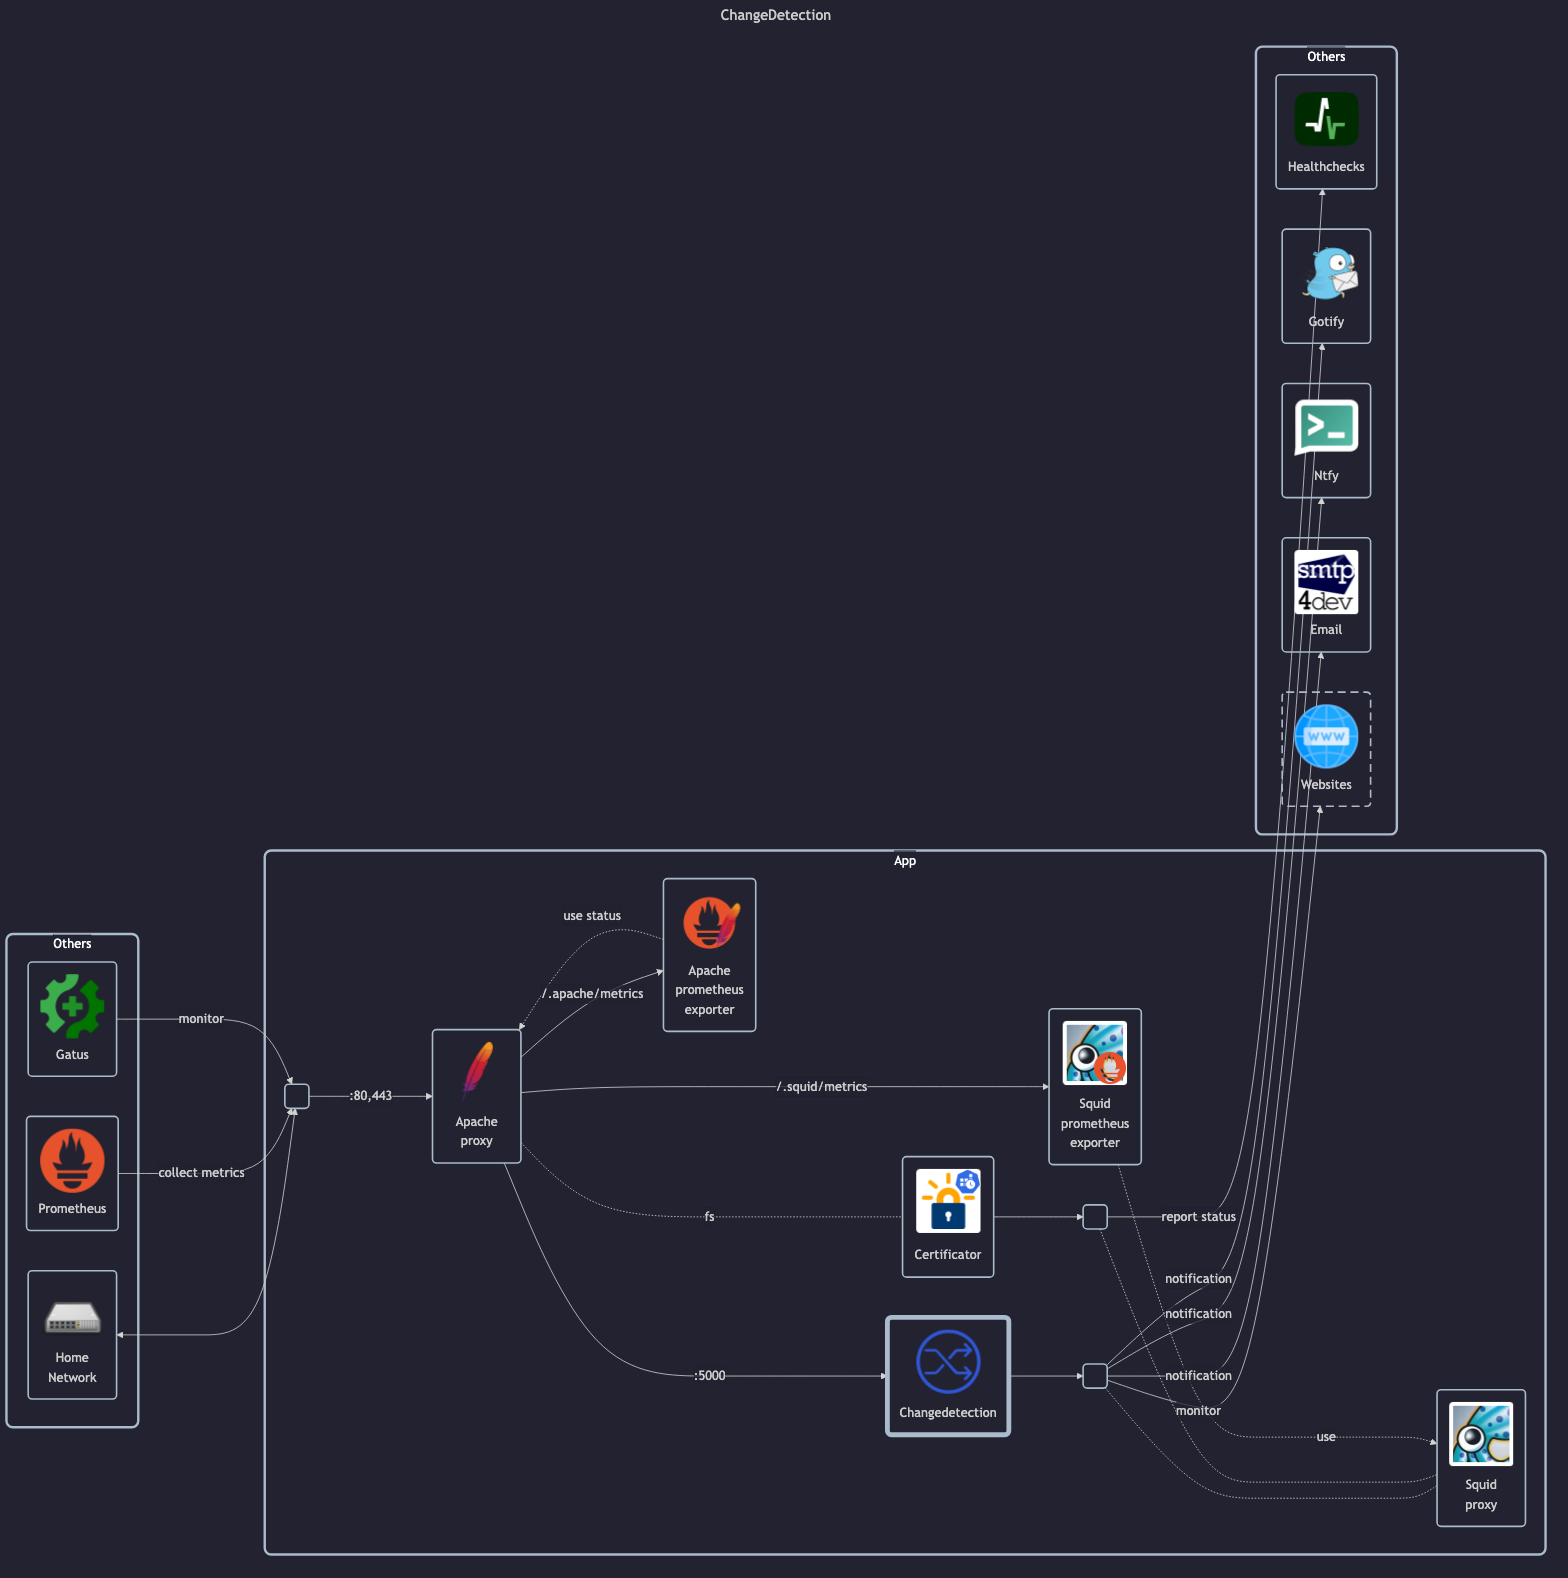 ChangeDetection
Others
Healthchecks
Gotify
>_
Ntfy
smtp
4dev
Email
www
Websites
App
use status
Apache
prometheus
exporter
/.apache/metrics
Others
Gatus
monitor
:80,443
Apache
proxy
/.squid/metrics
Squid
prometheus
exporter
Prometheus
collect metrics
fs
Certificator
report status
Home
Network
notification
notification
:5000
Changedetection
notification
monitor
use
Squid
proxy